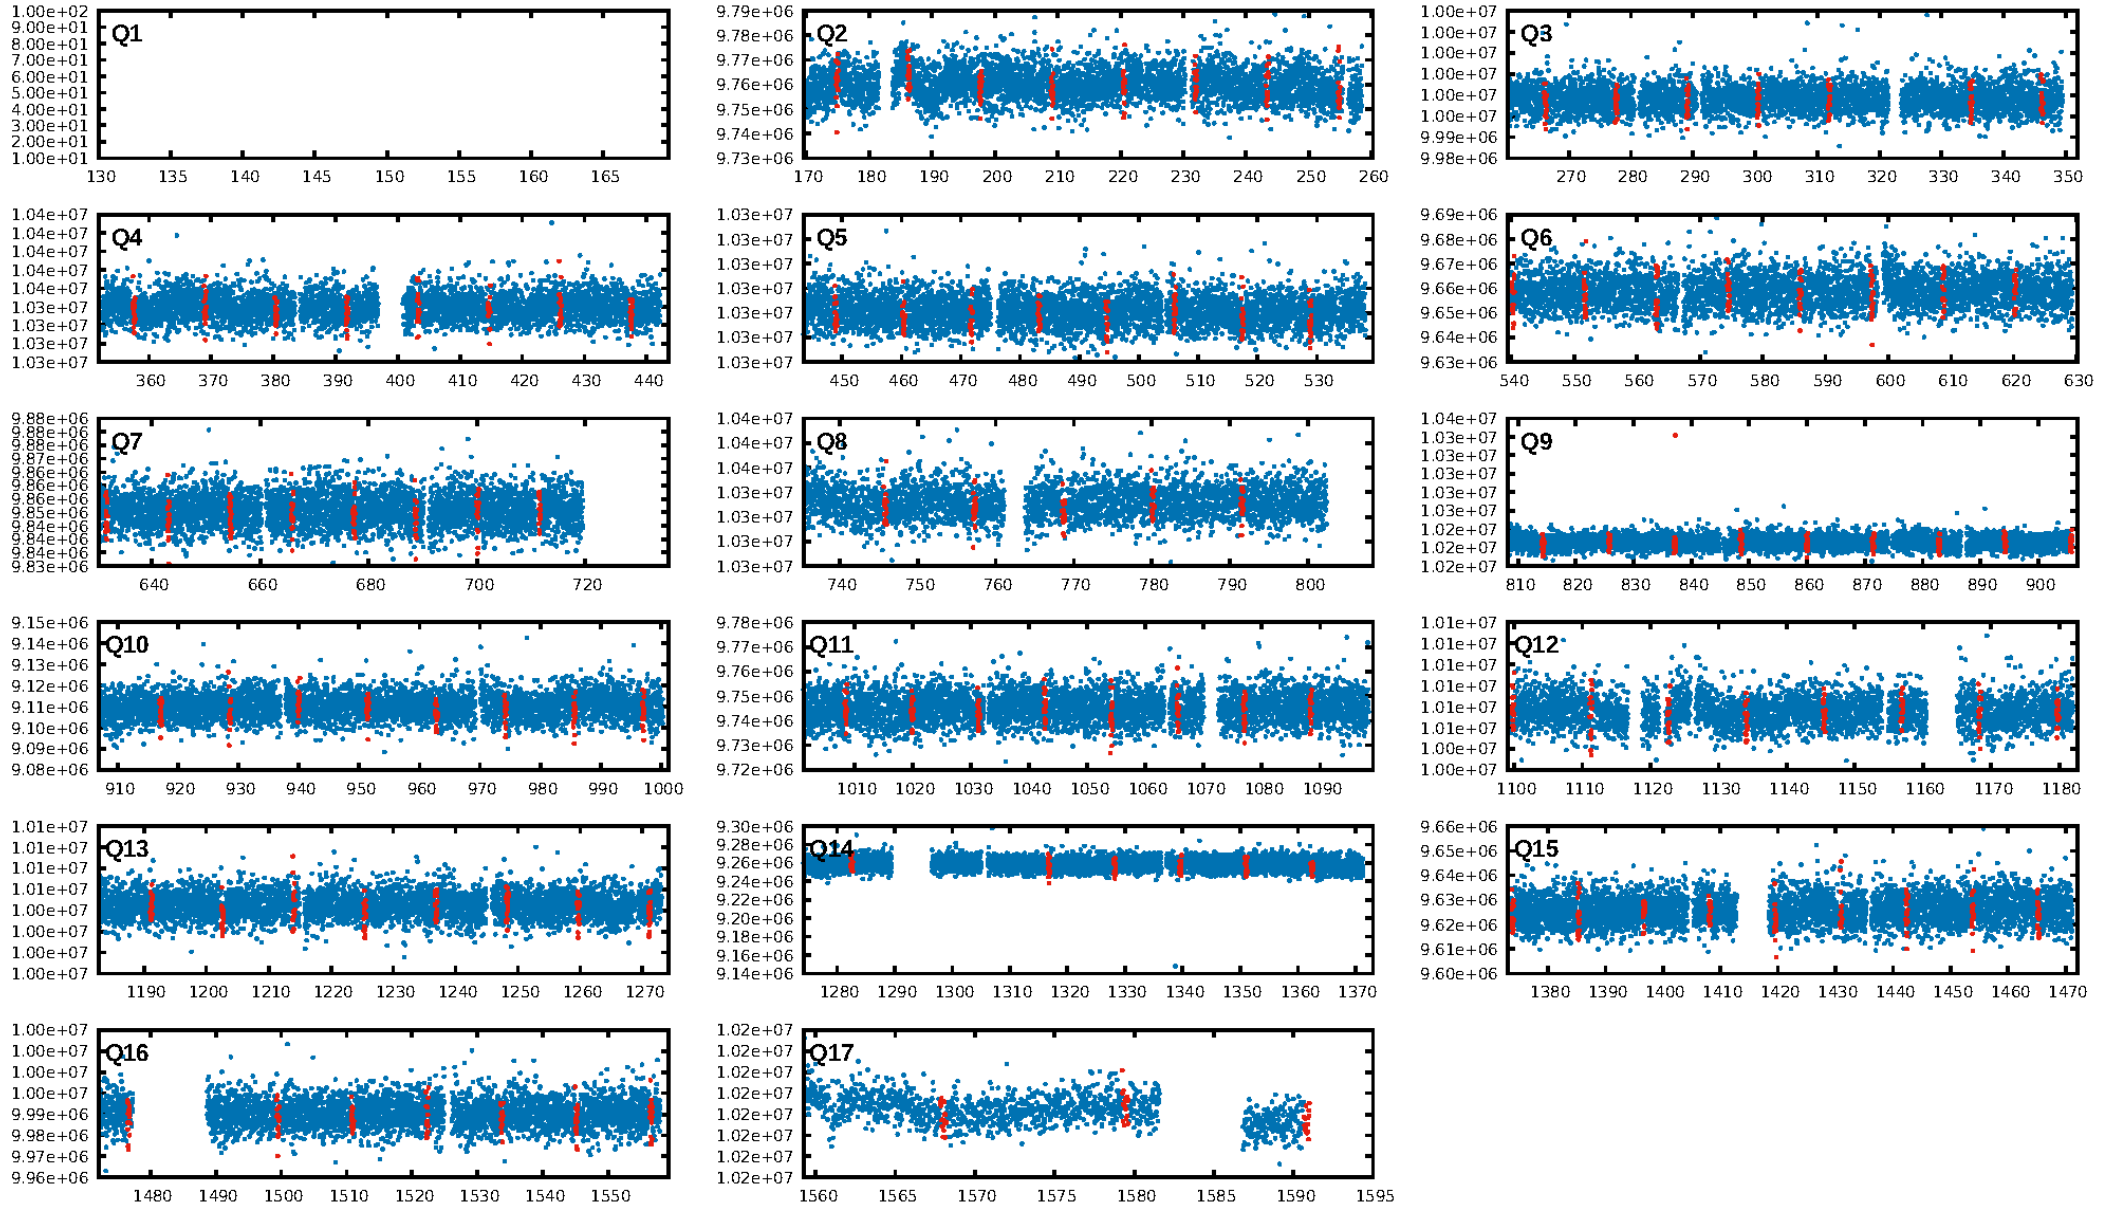 1.00e+02
9.00e+01
8.00e+01
7.00e+01
6.00e+01
5.00e+01
4.00e+01
3.00e+01
2.00e+01
1.00e+01
Q1
130 135 140 145 150 155 160 165
9.79e+06
9.78e+06
9.77e+06
9.76e+06
9.75e+06
9.74e+06
9.73e+06
Q2
170 180 190 200 210 220 230 240 250 260
1.00e+07
1.00e+07
1.00e+07
1.00e+07
1.00e+07
1.00e+07
9.99e+06
9.98e+06
Q3
270 280 290 300 310 320 330 340 350
1.04e+07
1.04e+07
1.04e+07
1.04e+07
1.04e+07
1.03e+07
1.03e+07
1.03e+07
1.03e+07
Q4
360 370 380 390 400 410 420 430 440
1.03e+07
1.03e+07
1.03e+07
1.03e+07
1.03e+07
1.03e+07
1.03e+07
Q5
450 460 470 480 490 500 510 520 530
9.69e+06
9.68e+06
9.67e+06
9.66e+06
9.65e+06
9.64e+06
9.63e+06
Q6
540 550 560 570 580 590 600 610 620 630
9.88e+06
9.88e+06
9.88e+06
9.87e+06
9.86e+06
9.86e+06
9.85e+06
9.84e+06
9.84e+06
9.84e+06
9.83e+06
Q7
640 660 680 700 720
1.04e+07
1.04e+07
1.04e+07
1.03e+07
1.03e+07
1.03e+07
1.03e+07
Q8
740 750 760 770 780 790 800
1.04e+07
1.03e+07
1.03e+07
1.03e+07
1.03e+07
1.03e+07
1.02e+07
1.02e+07
1.02e+07
Q9
810 820 830 840 850 860 870 880 890 900
9.15e+06
9.14e+06
9.13e+06
9.12e+06
9.11e+06
9.10e+06
9.09e+06
9.08e+06
Q10
910 920 930 940 950 960 970 980 990 1000
9.78e+06
9.77e+06
9.76e+06
9.75e+06
9.74e+06
9.73e+06
9.72e+06
Q11
1010 1020 1030 1040 1050 1060 1070 1080 1090
1.01e+07
1.01e+07
1.01e+07
1.01e+07
1.01e+07
1.01e+07
1.00e+07
1.00e+07
Q12
1100 1110 1120 1130 1140 1150 1160 1170 1180
1.01e+07
1.01e+07
1.01e+07
1.01e+07
1.00e+07
1.00e+07
1.00e+07
1.00e+07
Q13
1190 1200 1210 1220 1230 1240 1250 1260 1270
9.30e+06
9.28e+06
9.26e+06
9.24e+06
9.22e+06
9.20e+06
9.18e+06
9.16e+06
9.14e+06
Q14
1280 1290 1300 1310 1320 1330 1340 1350 1360 1370
9.66e+06
9.65e+06
9.64e+06
9.63e+06
9.62e+06
9.61e+06
9.60e+06
Q15
1380 1390 1400 1410 1420 1430 1440 1450 1460 1470
1.00e+07
1.00e+07
1.00e+07
1.00e+07
9.99e+06
9.98e+06
9.97e+06
9.96e+06
Q16
1480 1490 1500 1510 1520 1530 1540 1550
1.02e+07
1.02e+07
1.02e+07
1.02e+07
1.02e+07
1.02e+07
1.02e+07
1.02e+07
Q17
1560 1565 1570 1575 1580 1585 1590 1595